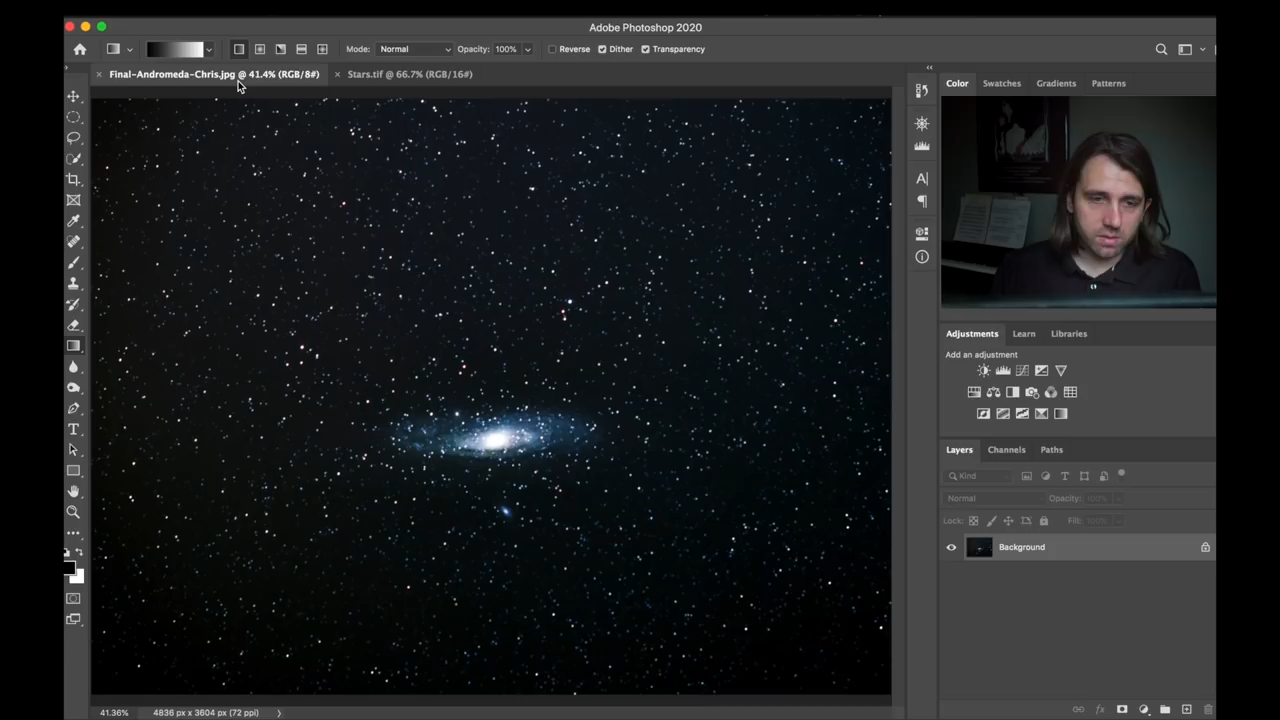 Adobe Photoshop 2020
Mode: Normal Opacity: 100% Reverse Dither Transparency
Final-Andromeda-Chris.jpg @ 41.4% (RGB/8#) Stars.tif @ 66.7% (RGB/16#)
Color Swatches Gradients Patterns
Adjustments Learn Libraries
Add an adjustment
Layers Channels Paths
Kind
Normal Opacity: 100%
Lock: Fill: 100%
Background
41.36% 4836 px x 3604 px (72 ppi)